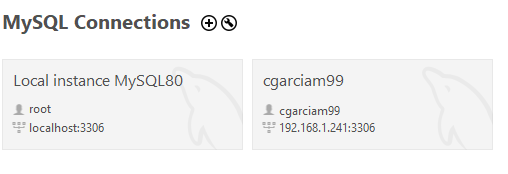 MySQL Connections
Local instance MySQL80
root
localhost:3306
cgarciam99
cgarciam99
192.168.1.241:3306